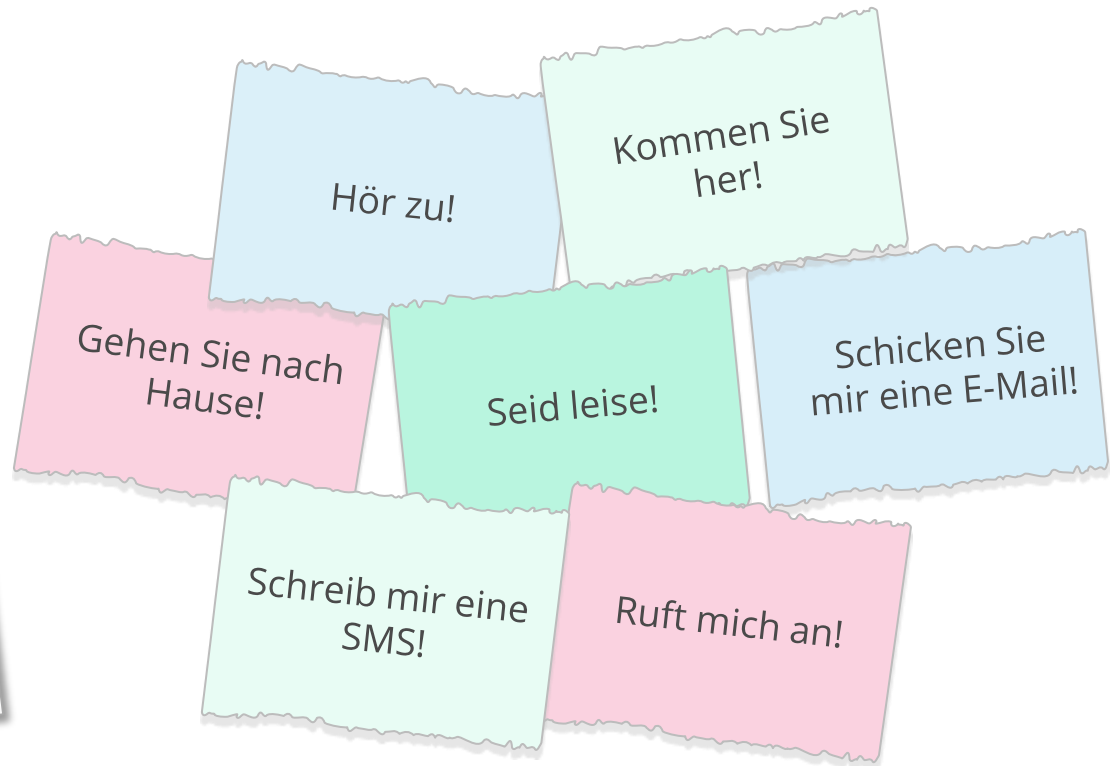 Kommen Sie
her!
Hör zu!
Gehen Sie nach
Hause!
Seid leise!
Schicken Sie
mir eine E-Mail!
Schreib mir eine
SMS!
Ruft mich an!